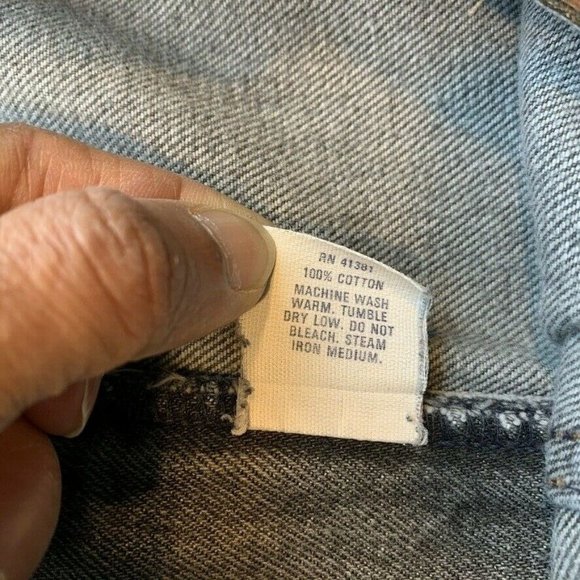 RN 41381
100% COTTON
MACHINE WASH
WARM. TUMBLE
DRY LOW. DO NOT
BLEACH. STEAM
IRON MEDIUM.